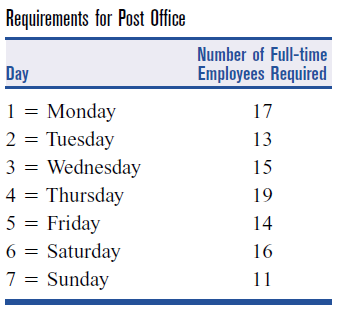 Requirements for Post Office
Number of Full-time
Day Employees Required
1 = Monday 17
2 = Tuesday 13
3 = Wednesday 15
4 = Thursday 19
5 = Friday 14
6 = Saturday 16
7 = Sunday 11